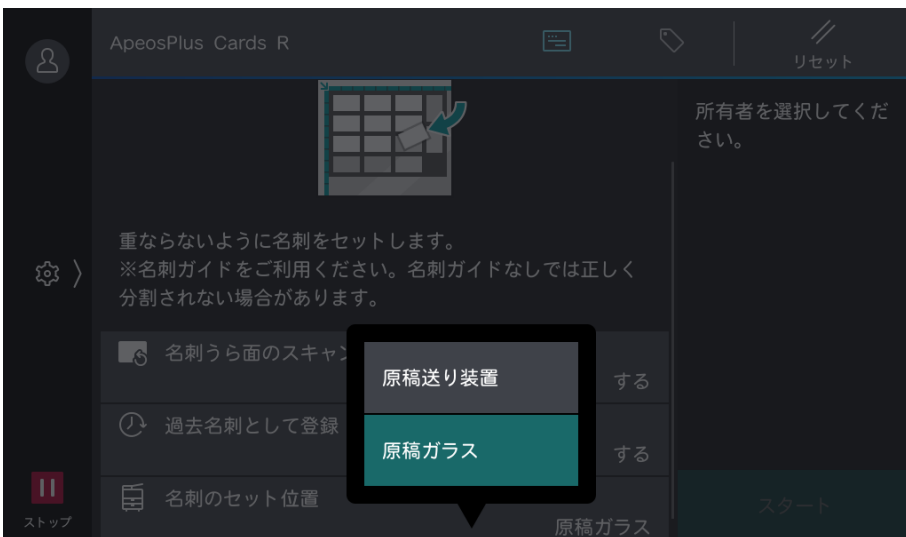 ApeosPlus Cards R
リセット
所有者を選択してくだ
さい。
重ならないように名刺をセットします。
※名刺ガイドをご利用ください。名刺ガイドなしでは正しく
分割されない場合があります。
名刺うら面のスキャン
する
過去名刺として登録
する
名刺のセット位置
原稿ガラス
原稿送り装置
原稿ガラス
ストップ
スタート